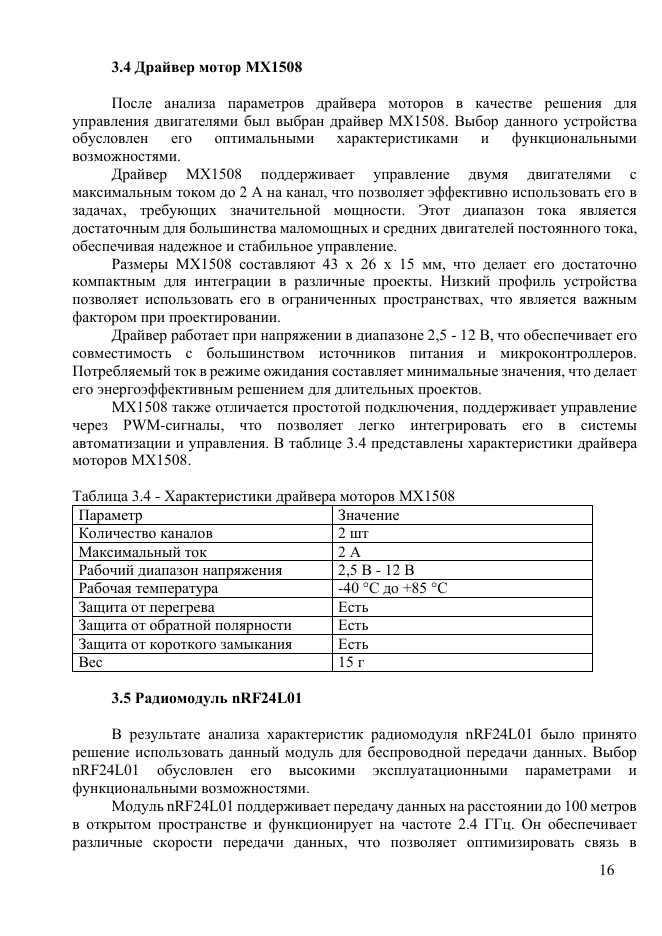 3.4 Драйвер мотор MX1508
После анализа параметров драйвера моторов в качестве решения для
управления двигателями был выбран драйвер MX1508. Выбор данного устройства
обусловлен его оптимальными характеристиками и функциональными
возможностями.
Драйвер MX1508 поддерживает управление двумя двигателями с
максимальным током до 2 А на канал, что позволяет эффективно использовать его в
задачах, требующих значительной мощности. Этот диапазон тока является
достаточным для большинства маломощных и средних двигателей постоянного тока,
обеспечивая надежное и стабильное управление.
Размеры MX1508 составляют 43 x 26 x 15 мм, что делает его достаточно
компактным для интеграции в различные проекты. Низкий профиль устройства
позволяет использовать его в ограниченных пространствах, что является важным
фактором при проектировании.
Драйвер работает при напряжении в диапазоне 2,5 - 12 В, что обеспечивает его
совместимость с большинством источников питания и микроконтроллеров.
Потребляемый ток в режиме ожидания составляет минимальные значения, что делает
его энергоэффективным решением для длительных проектов.
MX1508 также отличается простотой подключения, поддерживает управление
через PWM-сигналы, что позволяет легко интегрировать его в системы
автоматизации и управления. В таблице 3.4 представлены характеристики драйвера
моторов MX1508.
Таблица 3.4 - Характеристики драйвера моторов MX1508
Параметр Значение
Количество каналов 2 шт
Максимальный ток 2 А
Рабочий диапазон напряжения 2,5 В - 12 В
Рабочая температура -40 °C до +85 °C
Защита от перегрева Есть
Защита от обратной полярности Есть
Защита от короткого замыкания Есть
Вес 15 г
3.5 Радиомодуль nRF24L01
В результате анализа характеристик радиомодуля nRF24L01 было принято
решение использовать данный модуль для беспроводной передачи данных. Выбор
nRF24L01 обусловлен его высокими эксплуатационными параметрами и
функциональными возможностями.
Модуль nRF24L01 поддерживает передачу данных на расстоянии до 100 метров
в открытом пространстве и функционирует на частоте 2.4 ГГц. Он обеспечивает
различные скорости передачи данных, что позволяет оптимизировать связь в
16